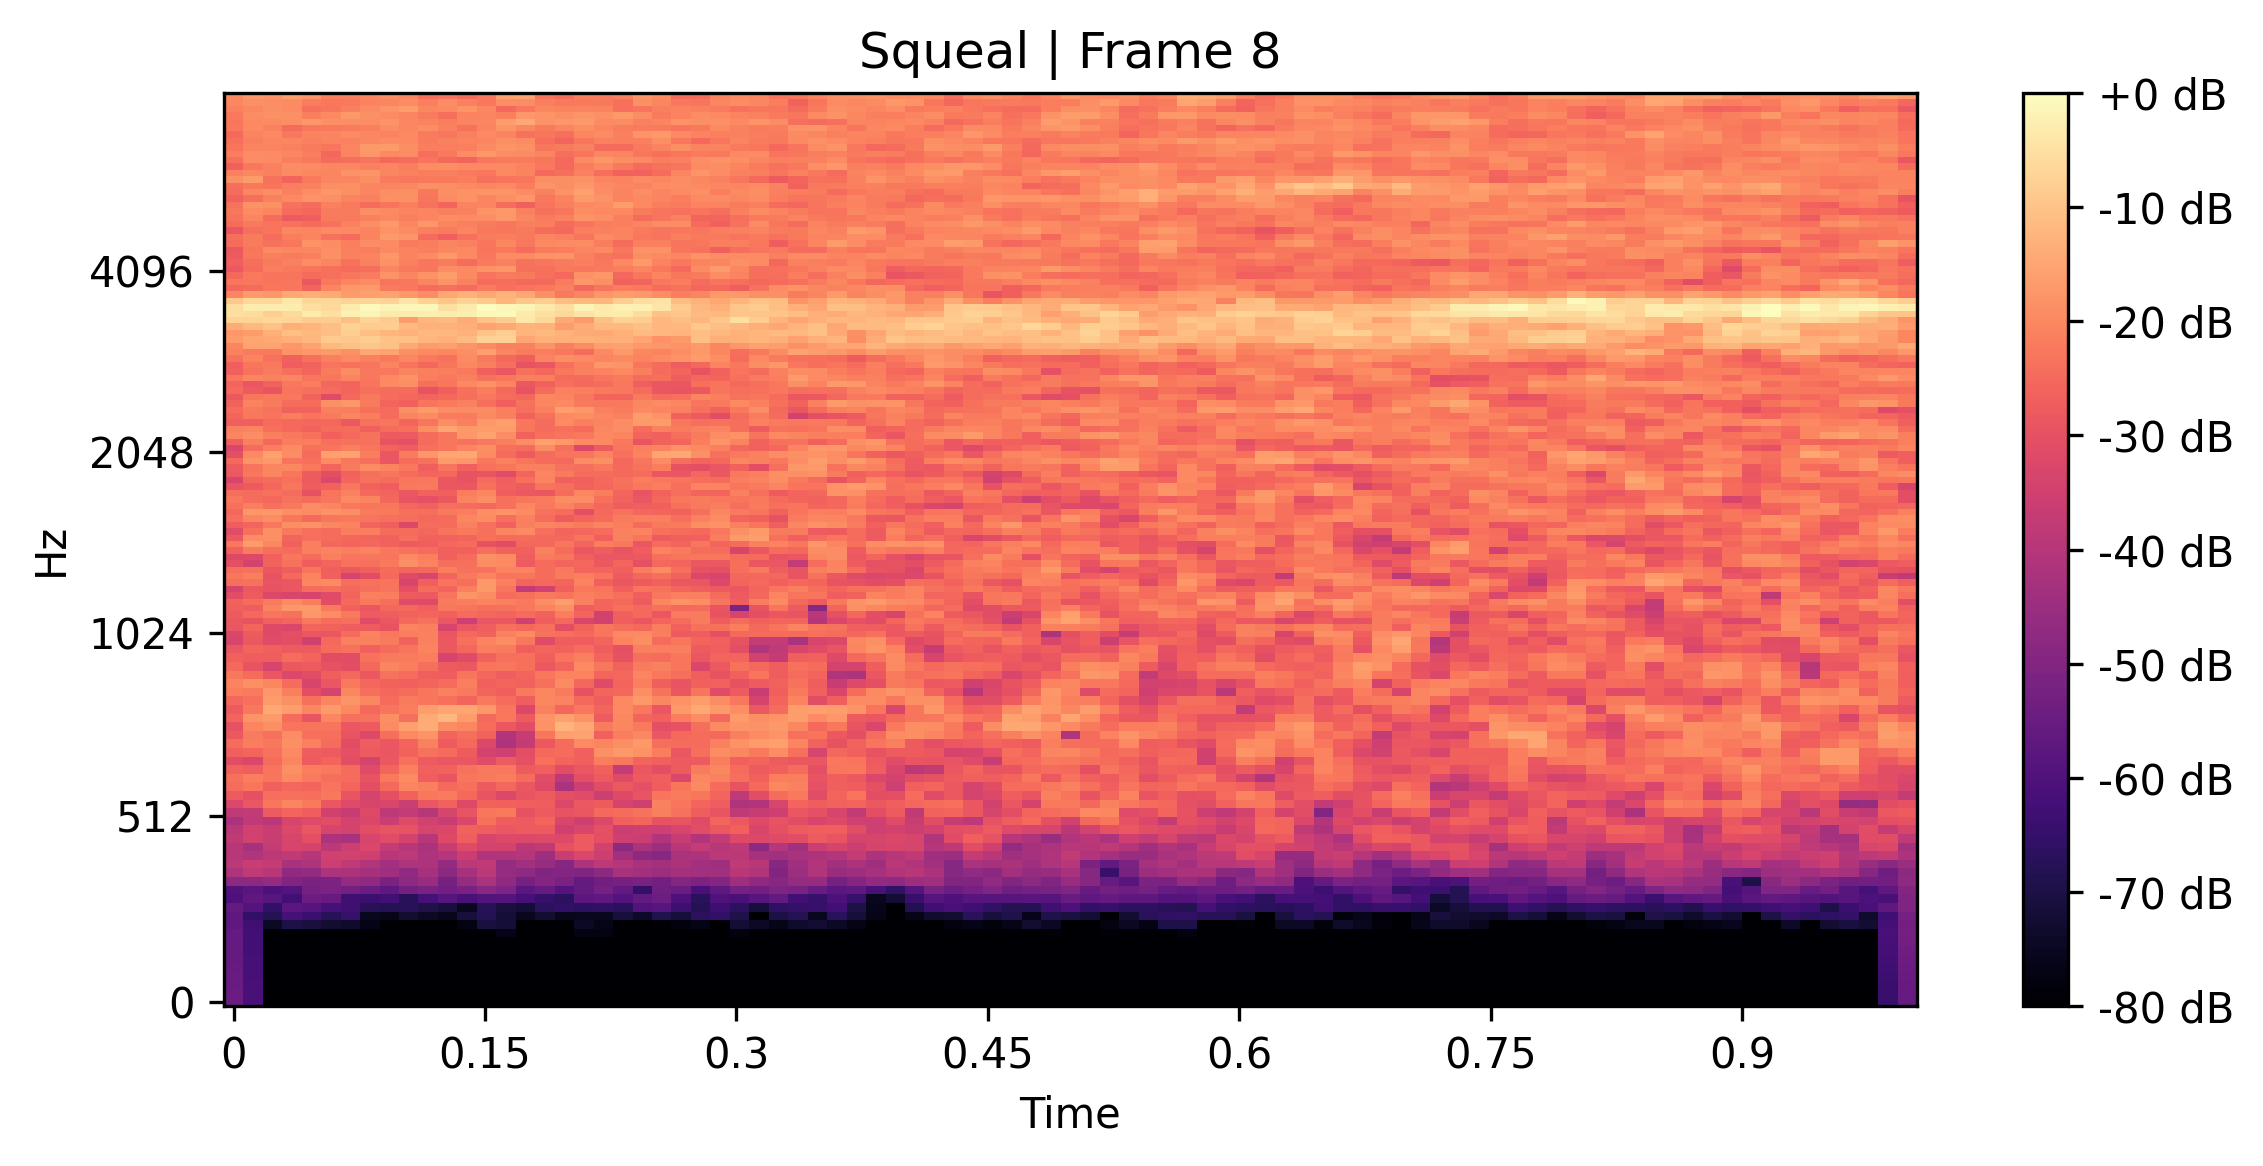 Squeal | Frame 8
Hz
4096
2048
1024
512
0
0
0.15
0.3
0.45
0.6
0.75
0.9
Time
+0 dB
-10 dB
-20 dB
-30 dB
-40 dB
-50 dB
-60 dB
-70 dB
-80 dB